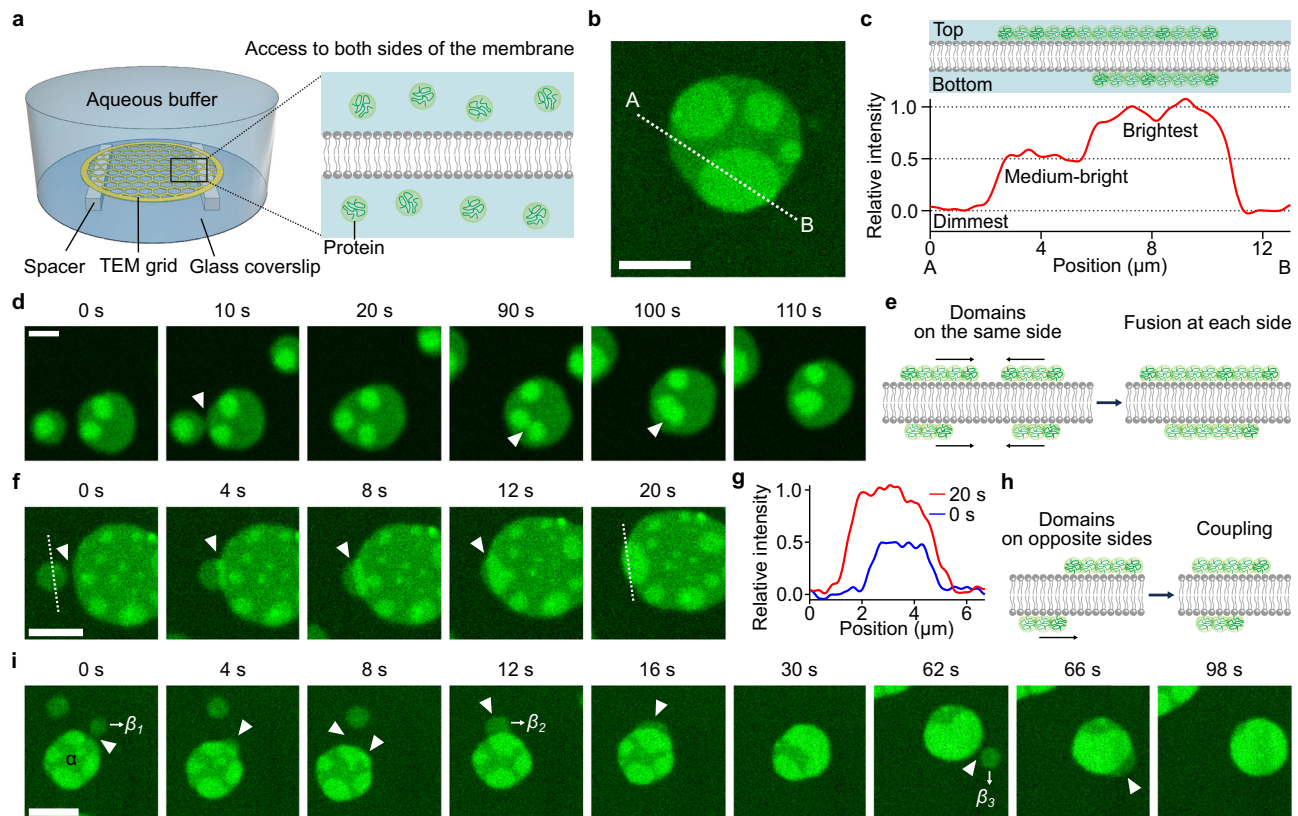 a
Access to both sides of the membrane
Aqueous buffer
Protein
Spacer
TEM grid
Glass coverslip
b
A
B
c
Top
Bottom
Relative intensity
1.0
0.5
0.0
Brightest
Medium-bright
Dimmest
0
4
8
12
A
Position (µm)
B
d
0 s
10 s
20 s
90 s
100 s
110 s
e
Domains
on the same side
Fusion at each side
f
0 s
4 s
8 s
12 s
20 s
g
Relative intensity
1.0
0.5
0.0
20 s
0 s
0
2
4
6
Position (µm)
h
Domains
on opposite sides
Coupling
i
0 s
4 s
8 s
12 s
16 s
30 s
62 s
66 s
98 s
β1
α
β2
β3